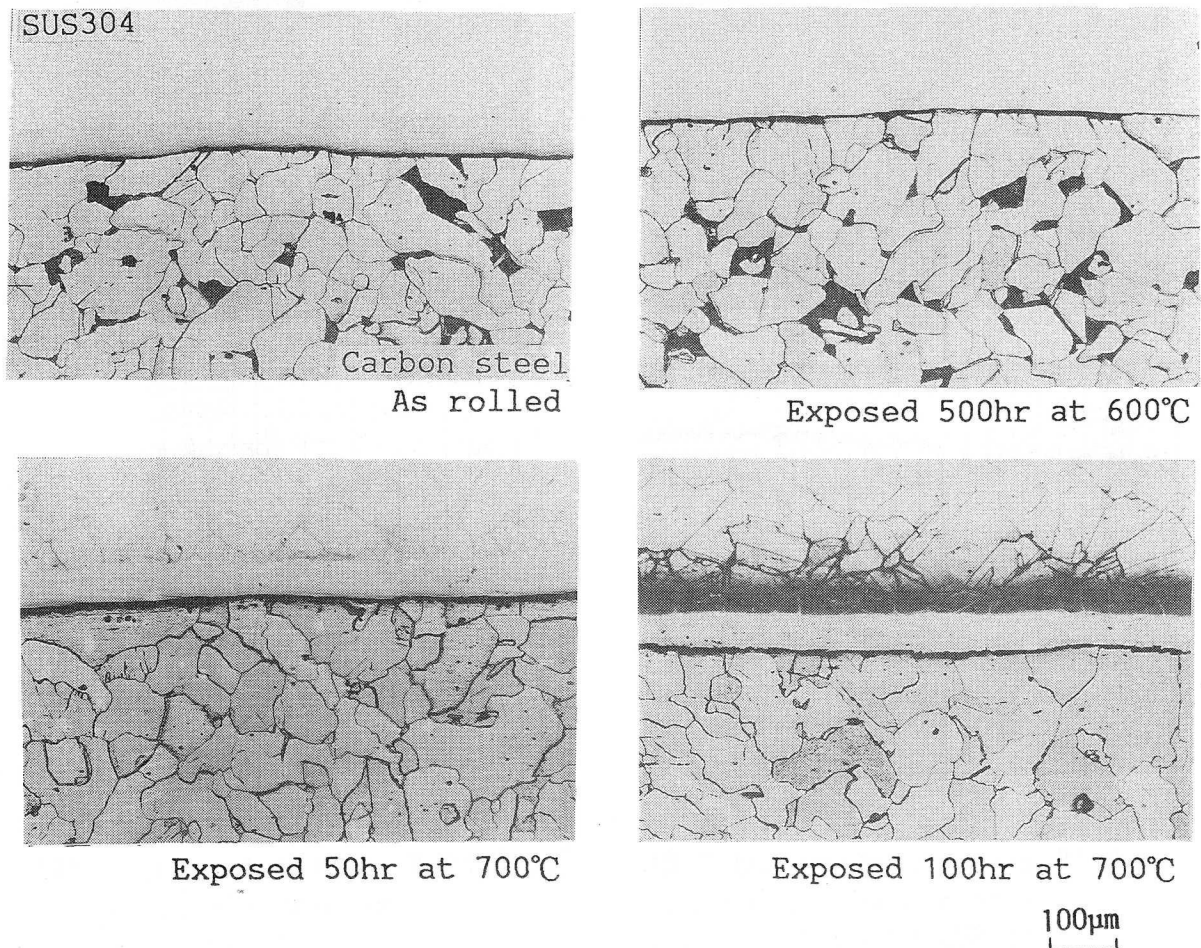 SUS304
Carbon steel
As rolled
Exposed 500hr at 600℃
Exposed 50hr at 700℃
Exposed 100hr at 700℃
100μm